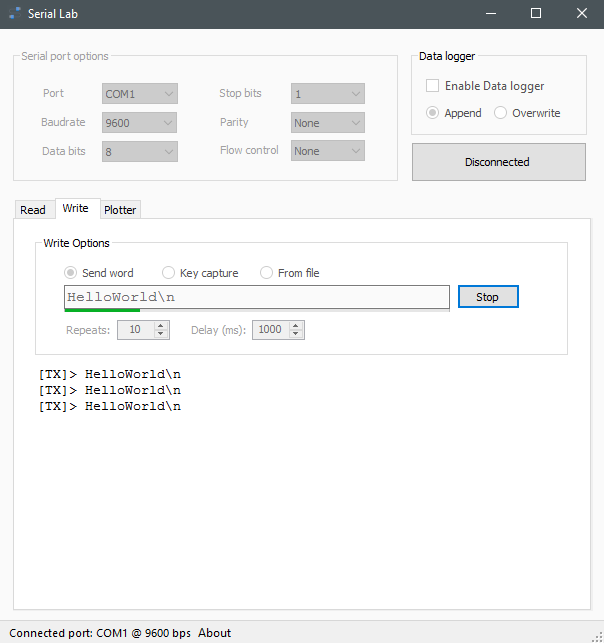 Serial Lab
Serial port options
Port COM1 Stop bits 1
Baudrate 9600 Parity None
Data bits 8 Flow control None
Data logger
Enable Data logger
Append Overwrite
Disconnected
Read Write Plotter
Write Options
Send word Key capture From file
HelloWorld\n Stop
Repeats: 10 Delay (ms): 1000
[TX]> HelloWorld\n
[TX]> HelloWorld\n
[TX]> HelloWorld\n
Connected port: COM1 @ 9600 bps About